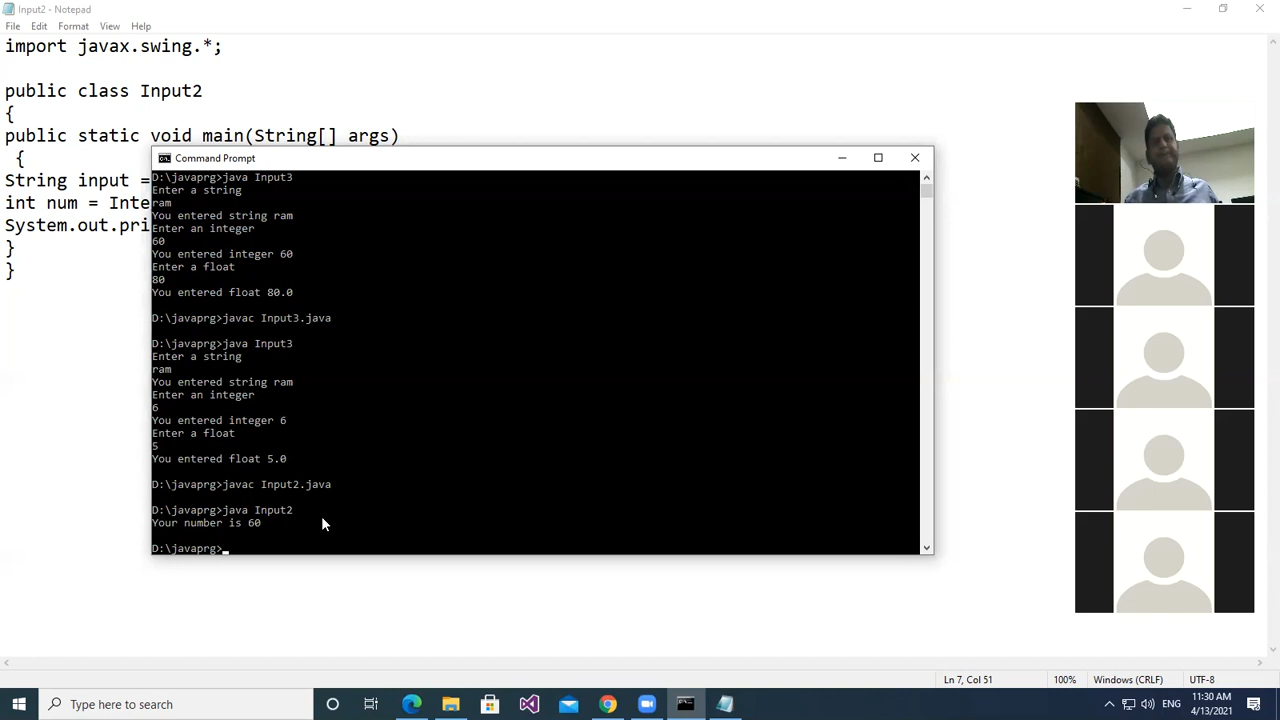 Input2 - Notepad
File Edit Format View Help
import javax.swing.*;
public class Input2
{
public static void main(String[] args)
{
String input =
int num = Inte
System.out.pri
}
}
Command Prompt
D:\javaprg>java Input3
Enter a string
ram
You entered string ram
Enter an integer
60
You entered integer 60
Enter a float
80
You entered float 80.0
D:\javaprg>javac Input3.java
D:\javaprg>java Input3
Enter a string
ram
You entered string ram
Enter an integer
6
You entered integer 6
Enter a float
5
You entered float 5.0
D:\javaprg>javac Input2.java
D:\javaprg>java Input2
Your number is 60
D:\javaprg>
Ln 7, Col 51 100% Windows (CRLF) UTF-8
Type here to search
ENG
11:30 AM
4/13/2021